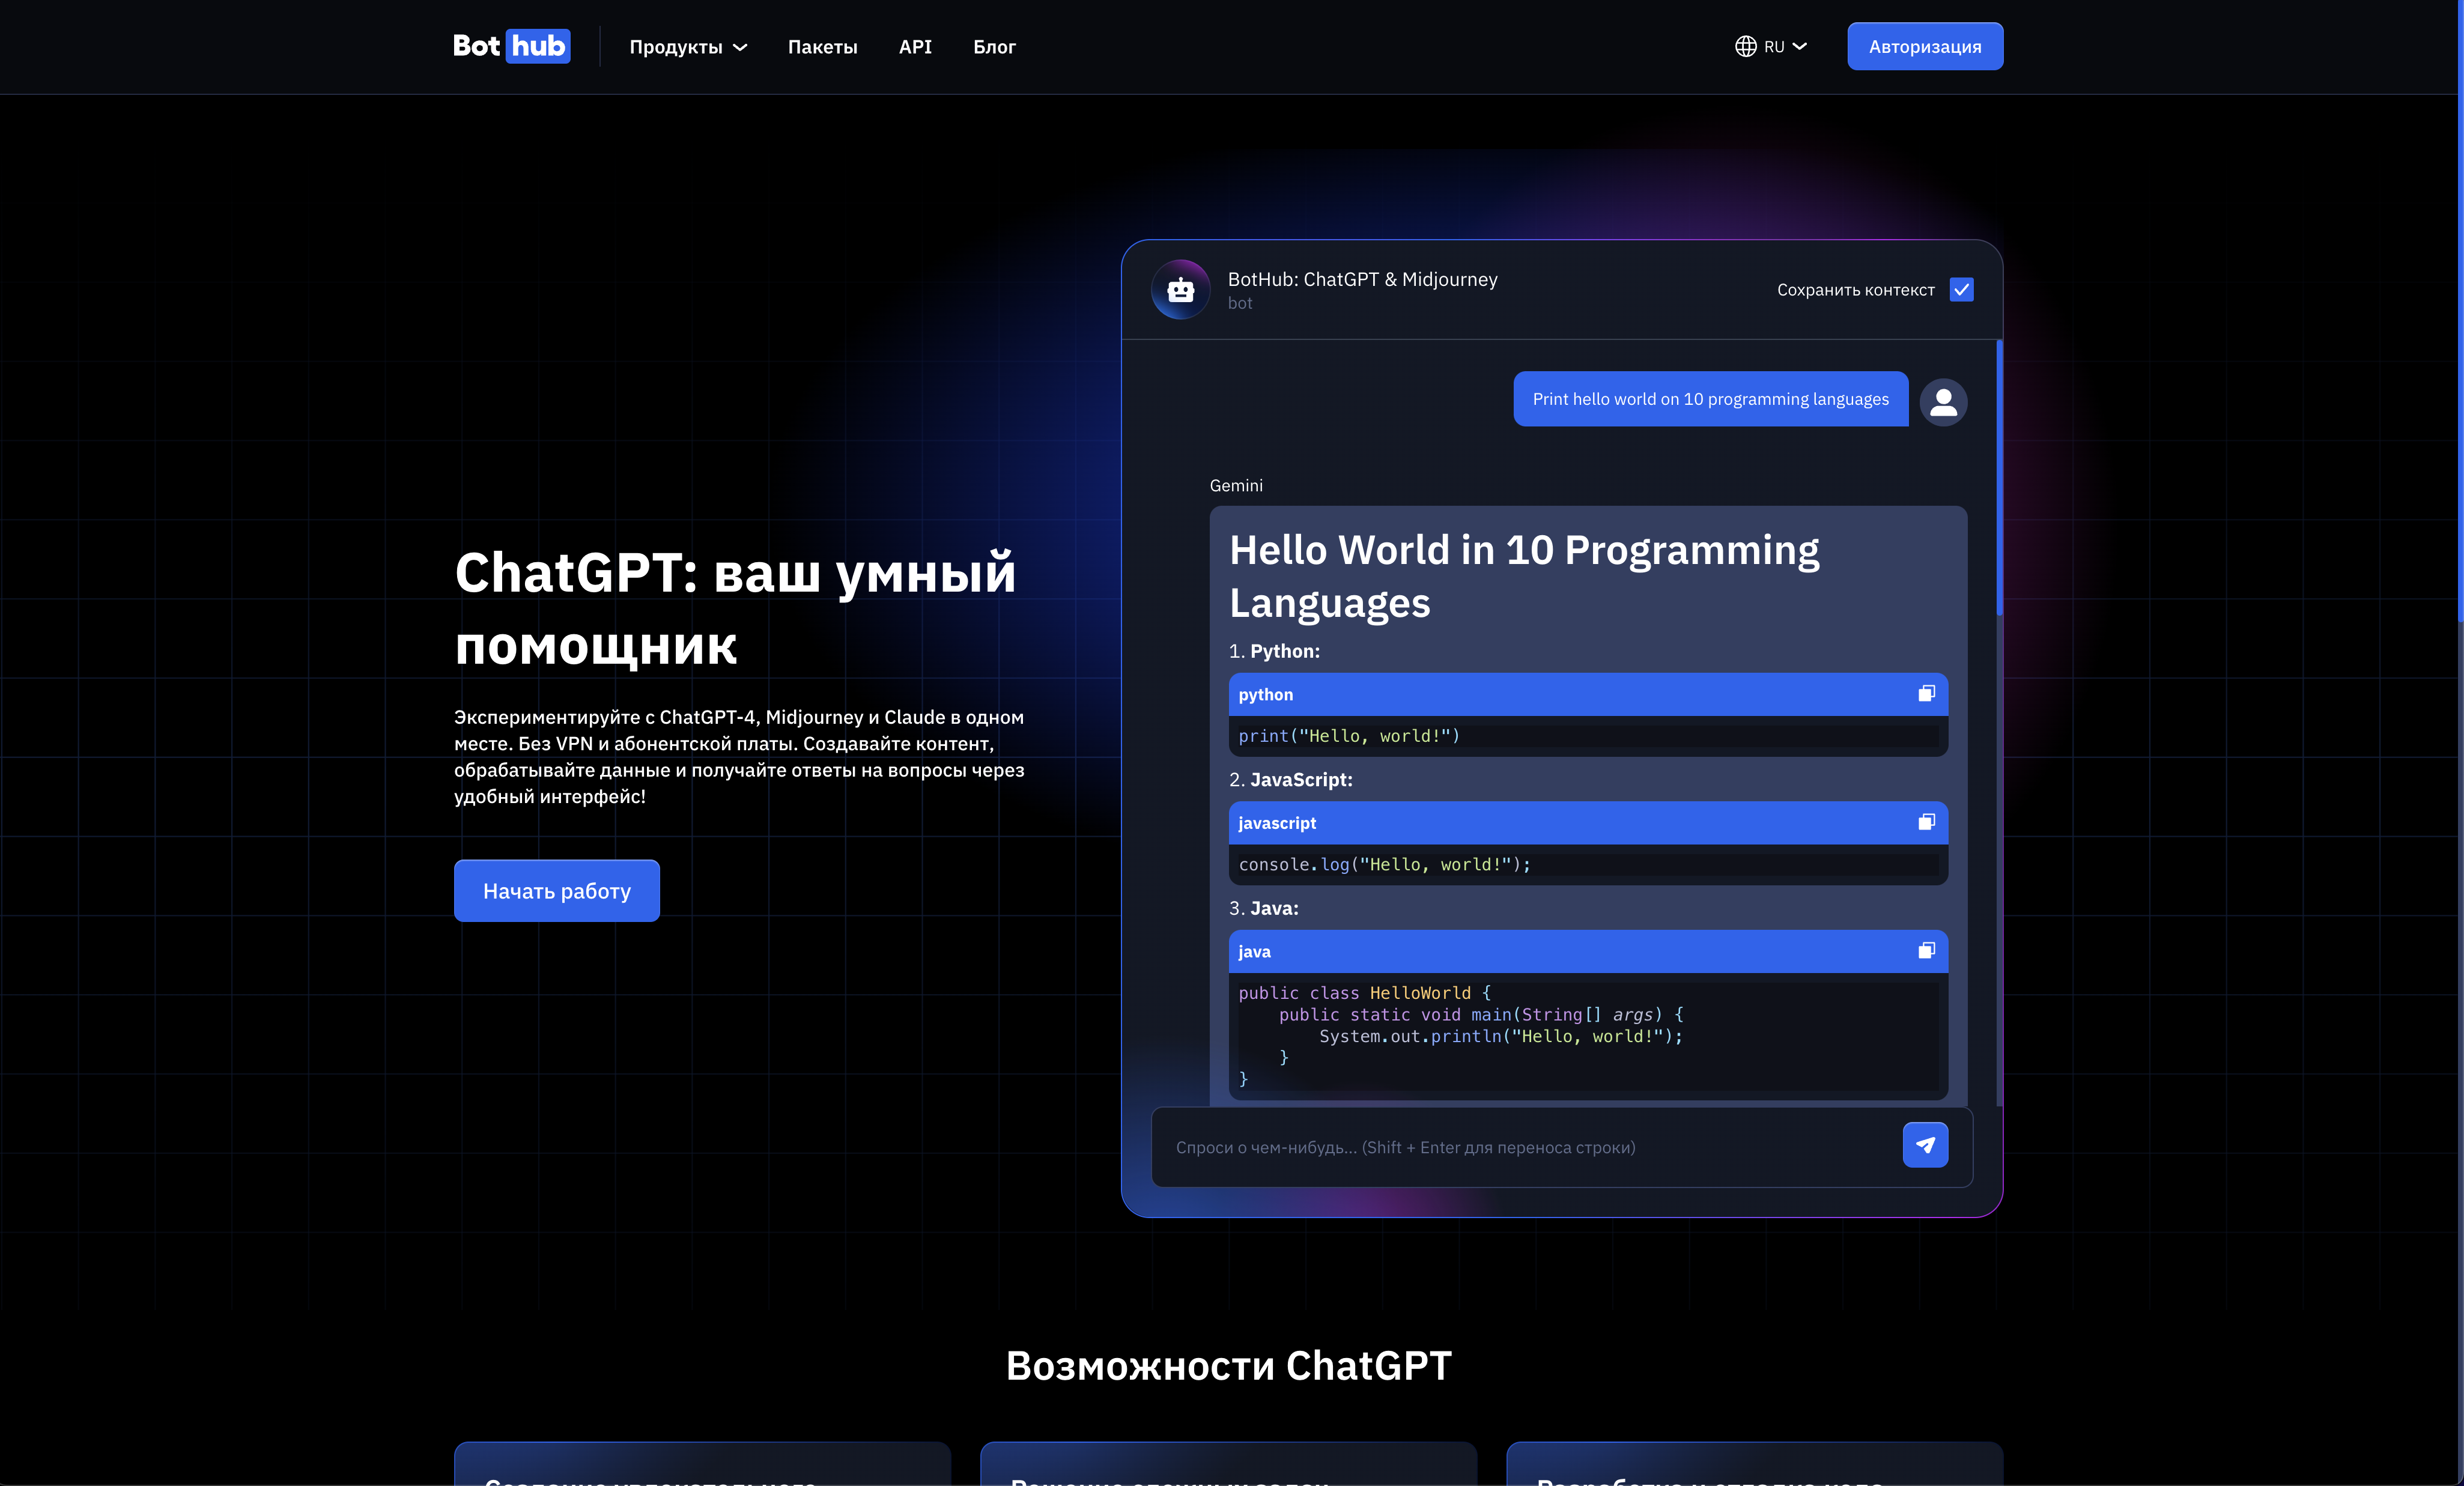 Bot hub
Продукты
Пакеты
API
Блог
RU
Авторизация
ChatGPT: ваш умный
помощник
Экспериментируйте с ChatGPT-4, Midjourney и Claude в одном
месте. Без VPN и абонентской платы. Создавайте контент,
обрабатывайте данные и получайте ответы на вопросы через
удобный интерфейс!
Начать работу
BotHub: ChatGPT & Midjourney
bot
Сохранить контекст
Print hello world on 10 programming languages
Gemini
Hello World in 10 Programming
Languages
1. Python:
python
print("Hello, world!")
2. JavaScript:
javascript
console.log("Hello, world!");
3. Java:
java
public class HelloWorld {
    public static void main(String[] args) {
        System.out.println("Hello, world!");
    }
}
Спроси о чем-нибудь... (Shift + Enter для переноса строки)
Возможности ChatGPT